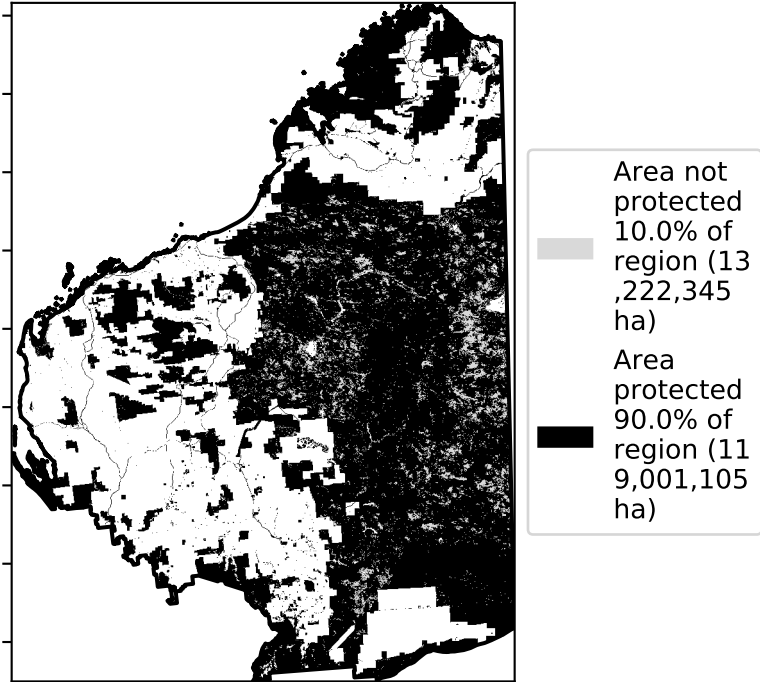 Area not
protected
10.0% of
region (13
,222,345
ha)
Area
protected
90.0% of
region (11
9,001,105
ha)